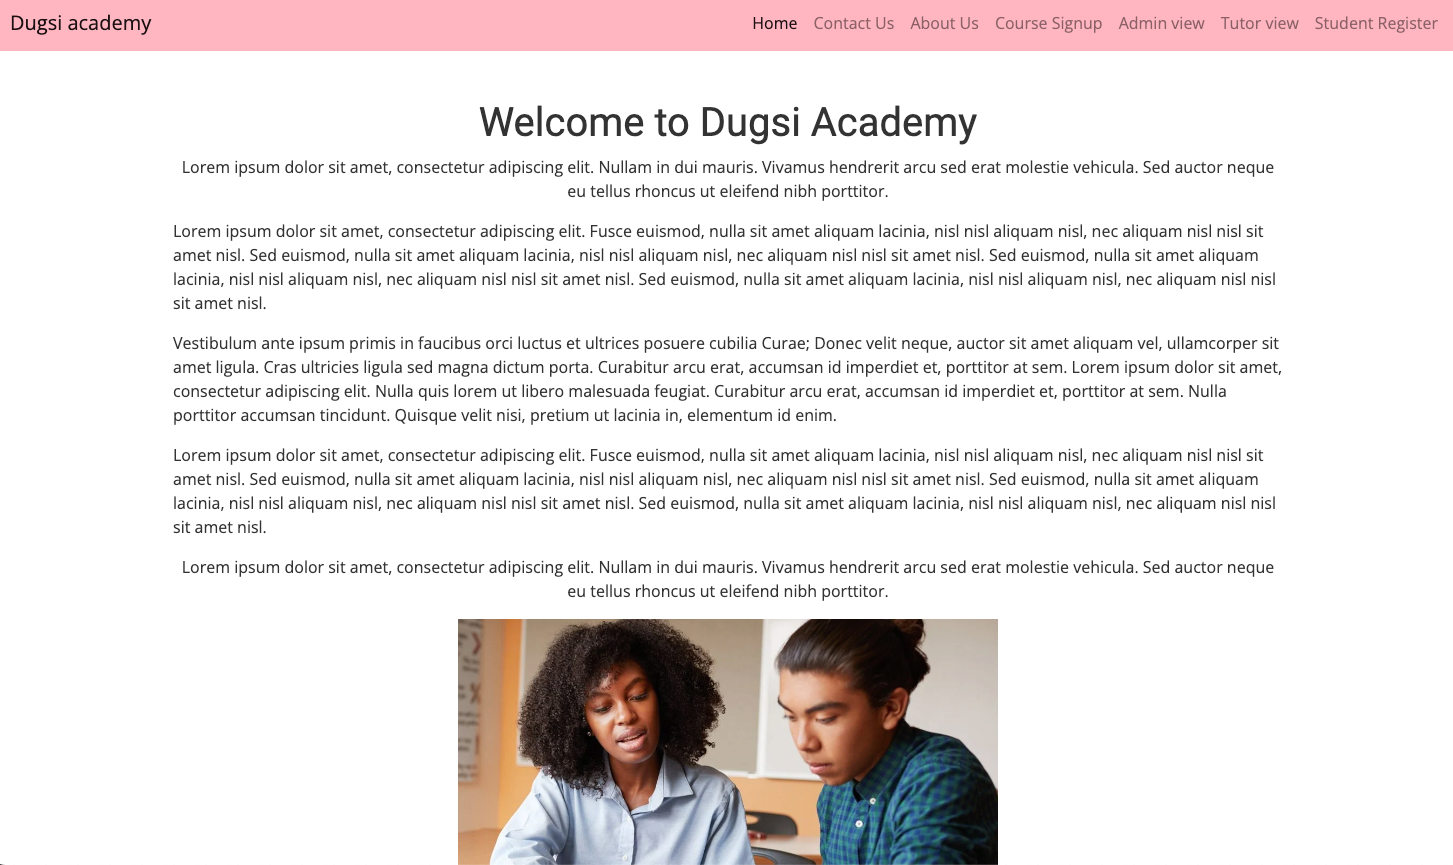 Dugsi academy
Home Contact Us About Us Course Signup Admin view Tutor view Student Register
Welcome to Dugsi Academy
Lorem ipsum dolor sit amet, consectetur adipiscing elit. Nullam in dui mauris. Vivamus hendrerit arcu sed erat molestie vehicula. Sed auctor neque
eu tellus rhoncus ut eleifend nibh porttitor.
Lorem ipsum dolor sit amet, consectetur adipiscing elit. Fusce euismod, nulla sit amet aliquam lacinia, nisl nisl aliquam nisl, nec aliquam nisl nisl sit
amet nisl. Sed euismod, nulla sit amet aliquam lacinia, nisl nisl aliquam nisl, nec aliquam nisl nisl sit amet nisl. Sed euismod, nulla sit amet aliquam
lacinia, nisl nisl aliquam nisl, nec aliquam nisl nisl sit amet nisl. Sed euismod, nulla sit amet aliquam lacinia, nisl nisl aliquam nisl, nec aliquam nisl nisl
sit amet nisl.
Vestibulum ante ipsum primis in faucibus orci luctus et ultrices posuere cubilia Curae; Donec velit neque, auctor sit amet aliquam vel, ullamcorper sit
amet ligula. Cras ultricies ligula sed magna dictum porta. Curabitur arcu erat, accumsan id imperdiet et, porttitor at sem. Lorem ipsum dolor sit amet,
consectetur adipiscing elit. Nulla quis lorem ut libero malesuada feugiat. Curabitur arcu erat, accumsan id imperdiet et, porttitor at sem. Nulla
porttitor accumsan tincidunt. Quisque velit nisi, pretium ut lacinia in, elementum id enim.
Lorem ipsum dolor sit amet, consectetur adipiscing elit. Fusce euismod, nulla sit amet aliquam lacinia, nisl nisl aliquam nisl, nec aliquam nisl nisl sit
amet nisl. Sed euismod, nulla sit amet aliquam lacinia, nisl nisl aliquam nisl, nec aliquam nisl nisl sit amet nisl. Sed euismod, nulla sit amet aliquam
lacinia, nisl nisl aliquam nisl, nec aliquam nisl nisl sit amet nisl. Sed euismod, nulla sit amet aliquam lacinia, nisl nisl aliquam nisl, nec aliquam nisl nisl
sit amet nisl.
Lorem ipsum dolor sit amet, consectetur adipiscing elit. Nullam in dui mauris. Vivamus hendrerit arcu sed erat molestie vehicula. Sed auctor neque
eu tellus rhoncus ut eleifend nibh porttitor.